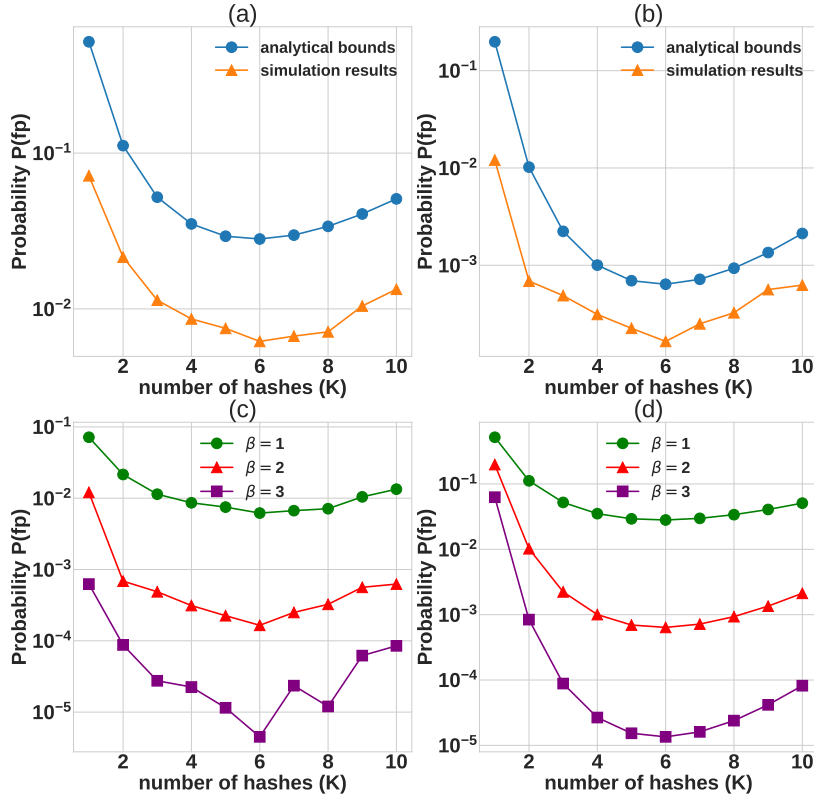 (a)
analytical bounds
simulation results
10⁻¹
10⁻²
Probability P(fp)
2 4 6 8 10
number of hashes (K)
(b)
analytical bounds
simulation results
10⁻¹
10⁻²
10⁻³
Probability P(fp)
2 4 6 8 10
number of hashes (K)
(c)
β = 1
β = 2
β = 3
10⁻¹
10⁻²
10⁻³
10⁻⁴
10⁻⁵
Probability P(fp)
2 4 6 8 10
number of hashes (K)
(d)
β = 1
β = 2
β = 3
10⁻¹
10⁻²
10⁻³
10⁻⁴
10⁻⁵
Probability P(fp)
2 4 6 8 10
number of hashes (K)